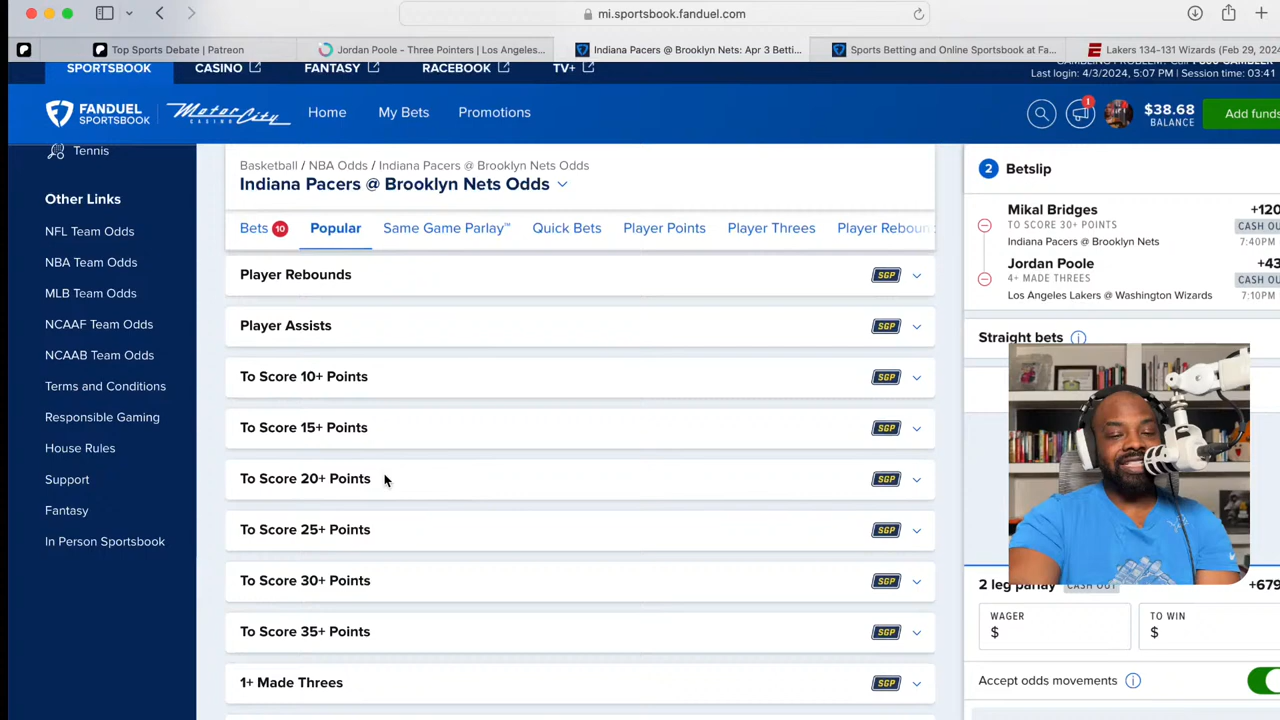 mi.sportsbook.fanduel.com
Top Sports Debate | Patreon
Jordan Poole - Three Pointers | Los Angeles...
Indiana Pacers @ Brooklyn Nets: Apr 3 Betti...
Sports Betting and Online Sportsbook at Fa...
Lakers 134-131 Wizards (Feb 29, 202
SPORTSBOOK
CASINO
FANTASY
RACEBOOK
TV+
Last login: 4/3/2024, 5:07 PM | Session time: 03:41
FANDUEL
SPORTSBOOK
MotorCity
Home
My Bets
Promotions
1
$38.68
BALANCE
Add funds
Tennis
Other Links
NFL Team Odds
NBA Team Odds
MLB Team Odds
NCAAF Team Odds
NCAAB Team Odds
Terms and Conditions
Responsible Gaming
House Rules
Support
Fantasy
In Person Sportsbook
Basketball / NBA Odds / Indiana Pacers @ Brooklyn Nets Odds
Indiana Pacers @ Brooklyn Nets Odds
Bets 10
Popular
Same Game Parlay™
Quick Bets
Player Points
Player Threes
Player Reboun
Player Rebounds SGP
Player Assists SGP
To Score 10+ Points SGP
To Score 15+ Points SGP
To Score 20+ Points SGP
To Score 25+ Points SGP
To Score 30+ Points SGP
To Score 35+ Points SGP
1+ Made Threes SGP
2 Betslip
Mikal Bridges +120
TO SCORE 30+ POINTS CASH OU
Indiana Pacers @ Brooklyn Nets 7:40PM
Jordan Poole +43
4+ MADE THREES CASH OU
Los Angeles Lakers @ Washington Wizards 7:10PM
Straight bets
2 leg parlay CASH OUT +679
WAGER
$
TO WIN
$
Accept odds movements